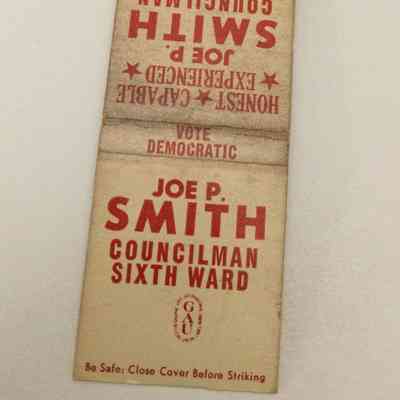 COUNCILMAN
SMITH
JOE P.
★ EXPERIENCED ★
HONEST ★ CAPABLE
VOTE
DEMOCRATIC
JOE P.
SMITH
COUNCILMAN
SIXTH WARD
GAU
Be Safe: Close Cover Before Striking